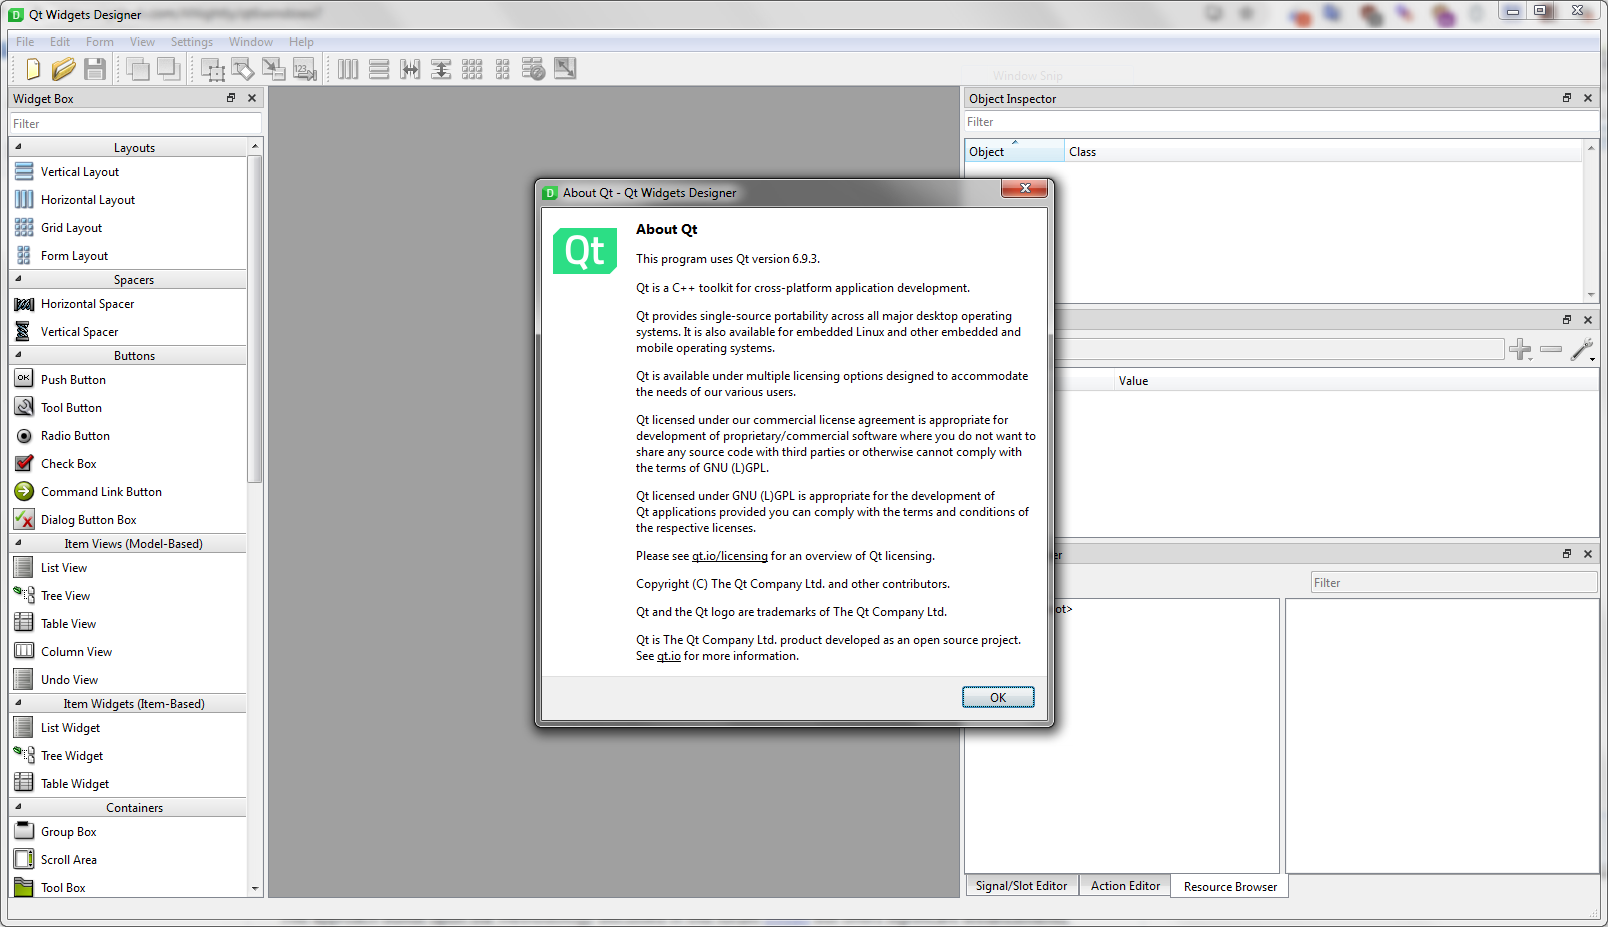 Qt Widgets Designer
File Edit Form View Settings Window Help
Window Snip
Widget Box
Filter
Layouts
Vertical Layout
Horizontal Layout
Grid Layout
Form Layout
Spacers
Horizontal Spacer
Vertical Spacer
Buttons
OK Push Button
Tool Button
Radio Button
Check Box
Command Link Button
Dialog Button Box
Item Views (Model-Based)
List View
Tree View
Table View
Column View
Undo View
Item Widgets (Item-Based)
List Widget
Tree Widget
Table Widget
Containers
Group Box
Scroll Area
Tool Box
About Qt - Qt Widgets Designer
Qt
About Qt
This program uses Qt version 6.9.3.
Qt is a C++ toolkit for cross-platform application development.
Qt provides single-source portability across all major desktop operating
systems. It is also available for embedded Linux and other embedded and
mobile operating systems.
Qt is available under multiple licensing options designed to accommodate
the needs of our various users.
Qt licensed under our commercial license agreement is appropriate for
development of proprietary/commercial software where you do not want to
share any source code with third parties or otherwise cannot comply with
the terms of GNU (L)GPL.
Qt licensed under GNU (L)GPL is appropriate for the development of
Qt applications provided you can comply with the terms and conditions of
the respective licenses.
Please see qt.io/licensing for an overview of Qt licensing.
Copyright (C) The Qt Company Ltd. and other contributors.
Qt and the Qt logo are trademarks of The Qt Company Ltd.
Qt is The Qt Company Ltd. product developed as an open source project.
See qt.io for more information.
OK
Object Inspector
Filter
Object Class
Value
er
Filter
ot>
Signal/Slot Editor Action Editor Resource Browser